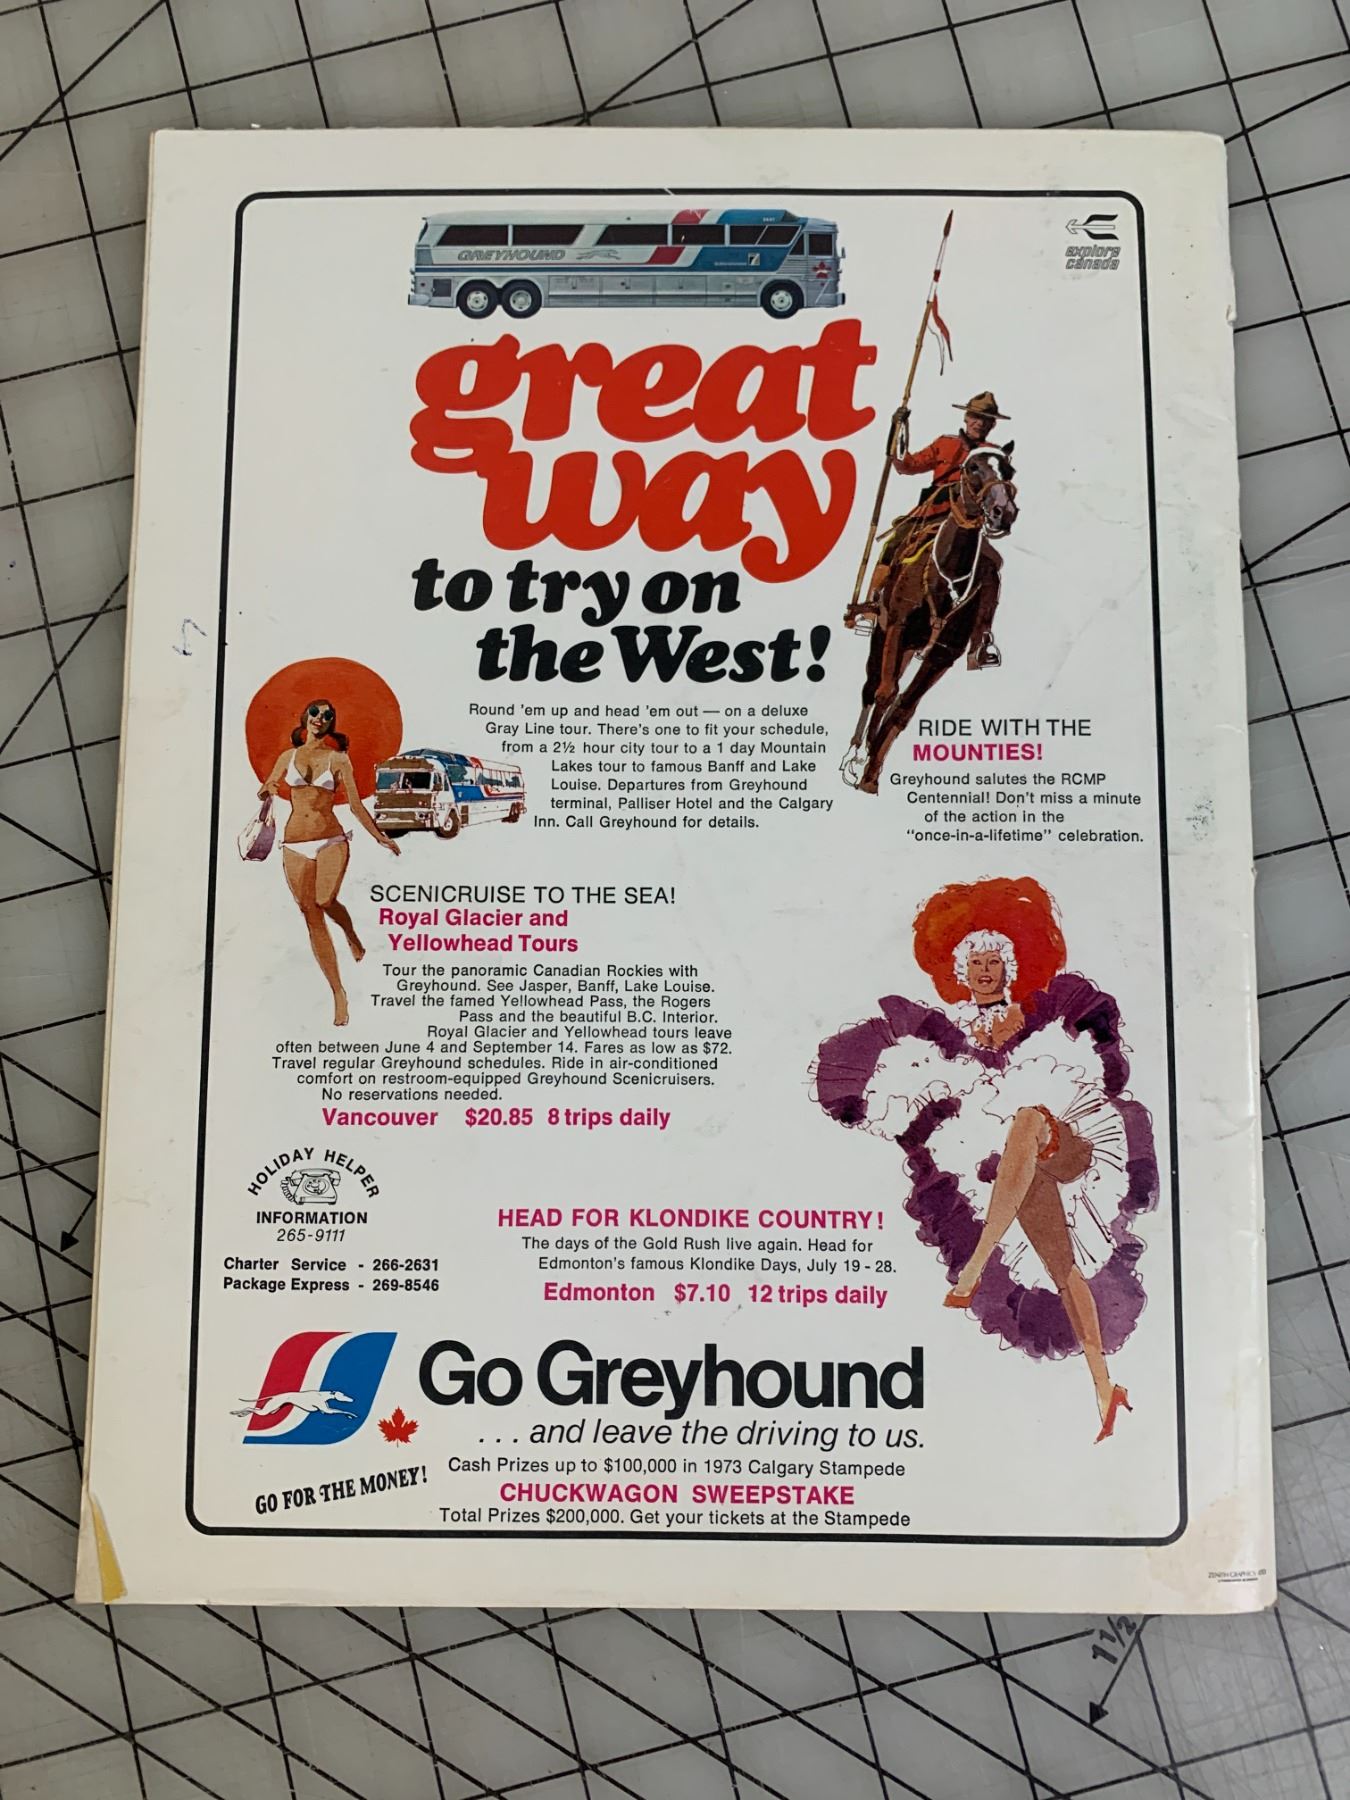 GREYHOUND
explore
canada
great
way
to try on
the West!
Round 'em up and head 'em out — on a deluxe
Gray Line tour. There's one to fit your schedule,
from a 2½ hour city tour to a 1 day Mountain
Lakes tour to famous Banff and Lake
Louise. Departures from Greyhound
terminal, Palliser Hotel and the Calgary
Inn. Call Greyhound for details.
RIDE WITH THE
MOUNTIES!
Greyhound salutes the RCMP
Centennial! Don't miss a minute
of the action in the
"once-in-a-lifetime" celebration.
SCENICRUISE TO THE SEA!
Royal Glacier and
Yellowhead Tours
Tour the panoramic Canadian Rockies with
Greyhound. See Jasper, Banff, Lake Louise.
Travel the famed Yellowhead Pass, the Rogers
Pass and the beautiful B.C. Interior.
Royal Glacier and Yellowhead tours leave
often between June 4 and September 14. Fares as low as $72.
Travel regular Greyhound schedules. Ride in air-conditioned
comfort on restroom-equipped Greyhound Scenicruisers.
No reservations needed.
Vancouver $20.85 8 trips daily
HOLIDAY HELPER
INFORMATION
265-9111
Charter Service - 266-2631
Package Express - 269-8546
HEAD FOR KLONDIKE COUNTRY!
The days of the Gold Rush live again. Head for
Edmonton's famous Klondike Days, July 19 - 28.
Edmonton $7.10 12 trips daily
Go Greyhound
. . . and leave the driving to us.
GO FOR THE MONEY!
Cash Prizes up to $100,000 in 1973 Calgary Stampede
CHUCKWAGON SWEEPSTAKE
Total Prizes $200,000. Get your tickets at the Stampede
ZENITH GRAPHICS LTD
1 1/2